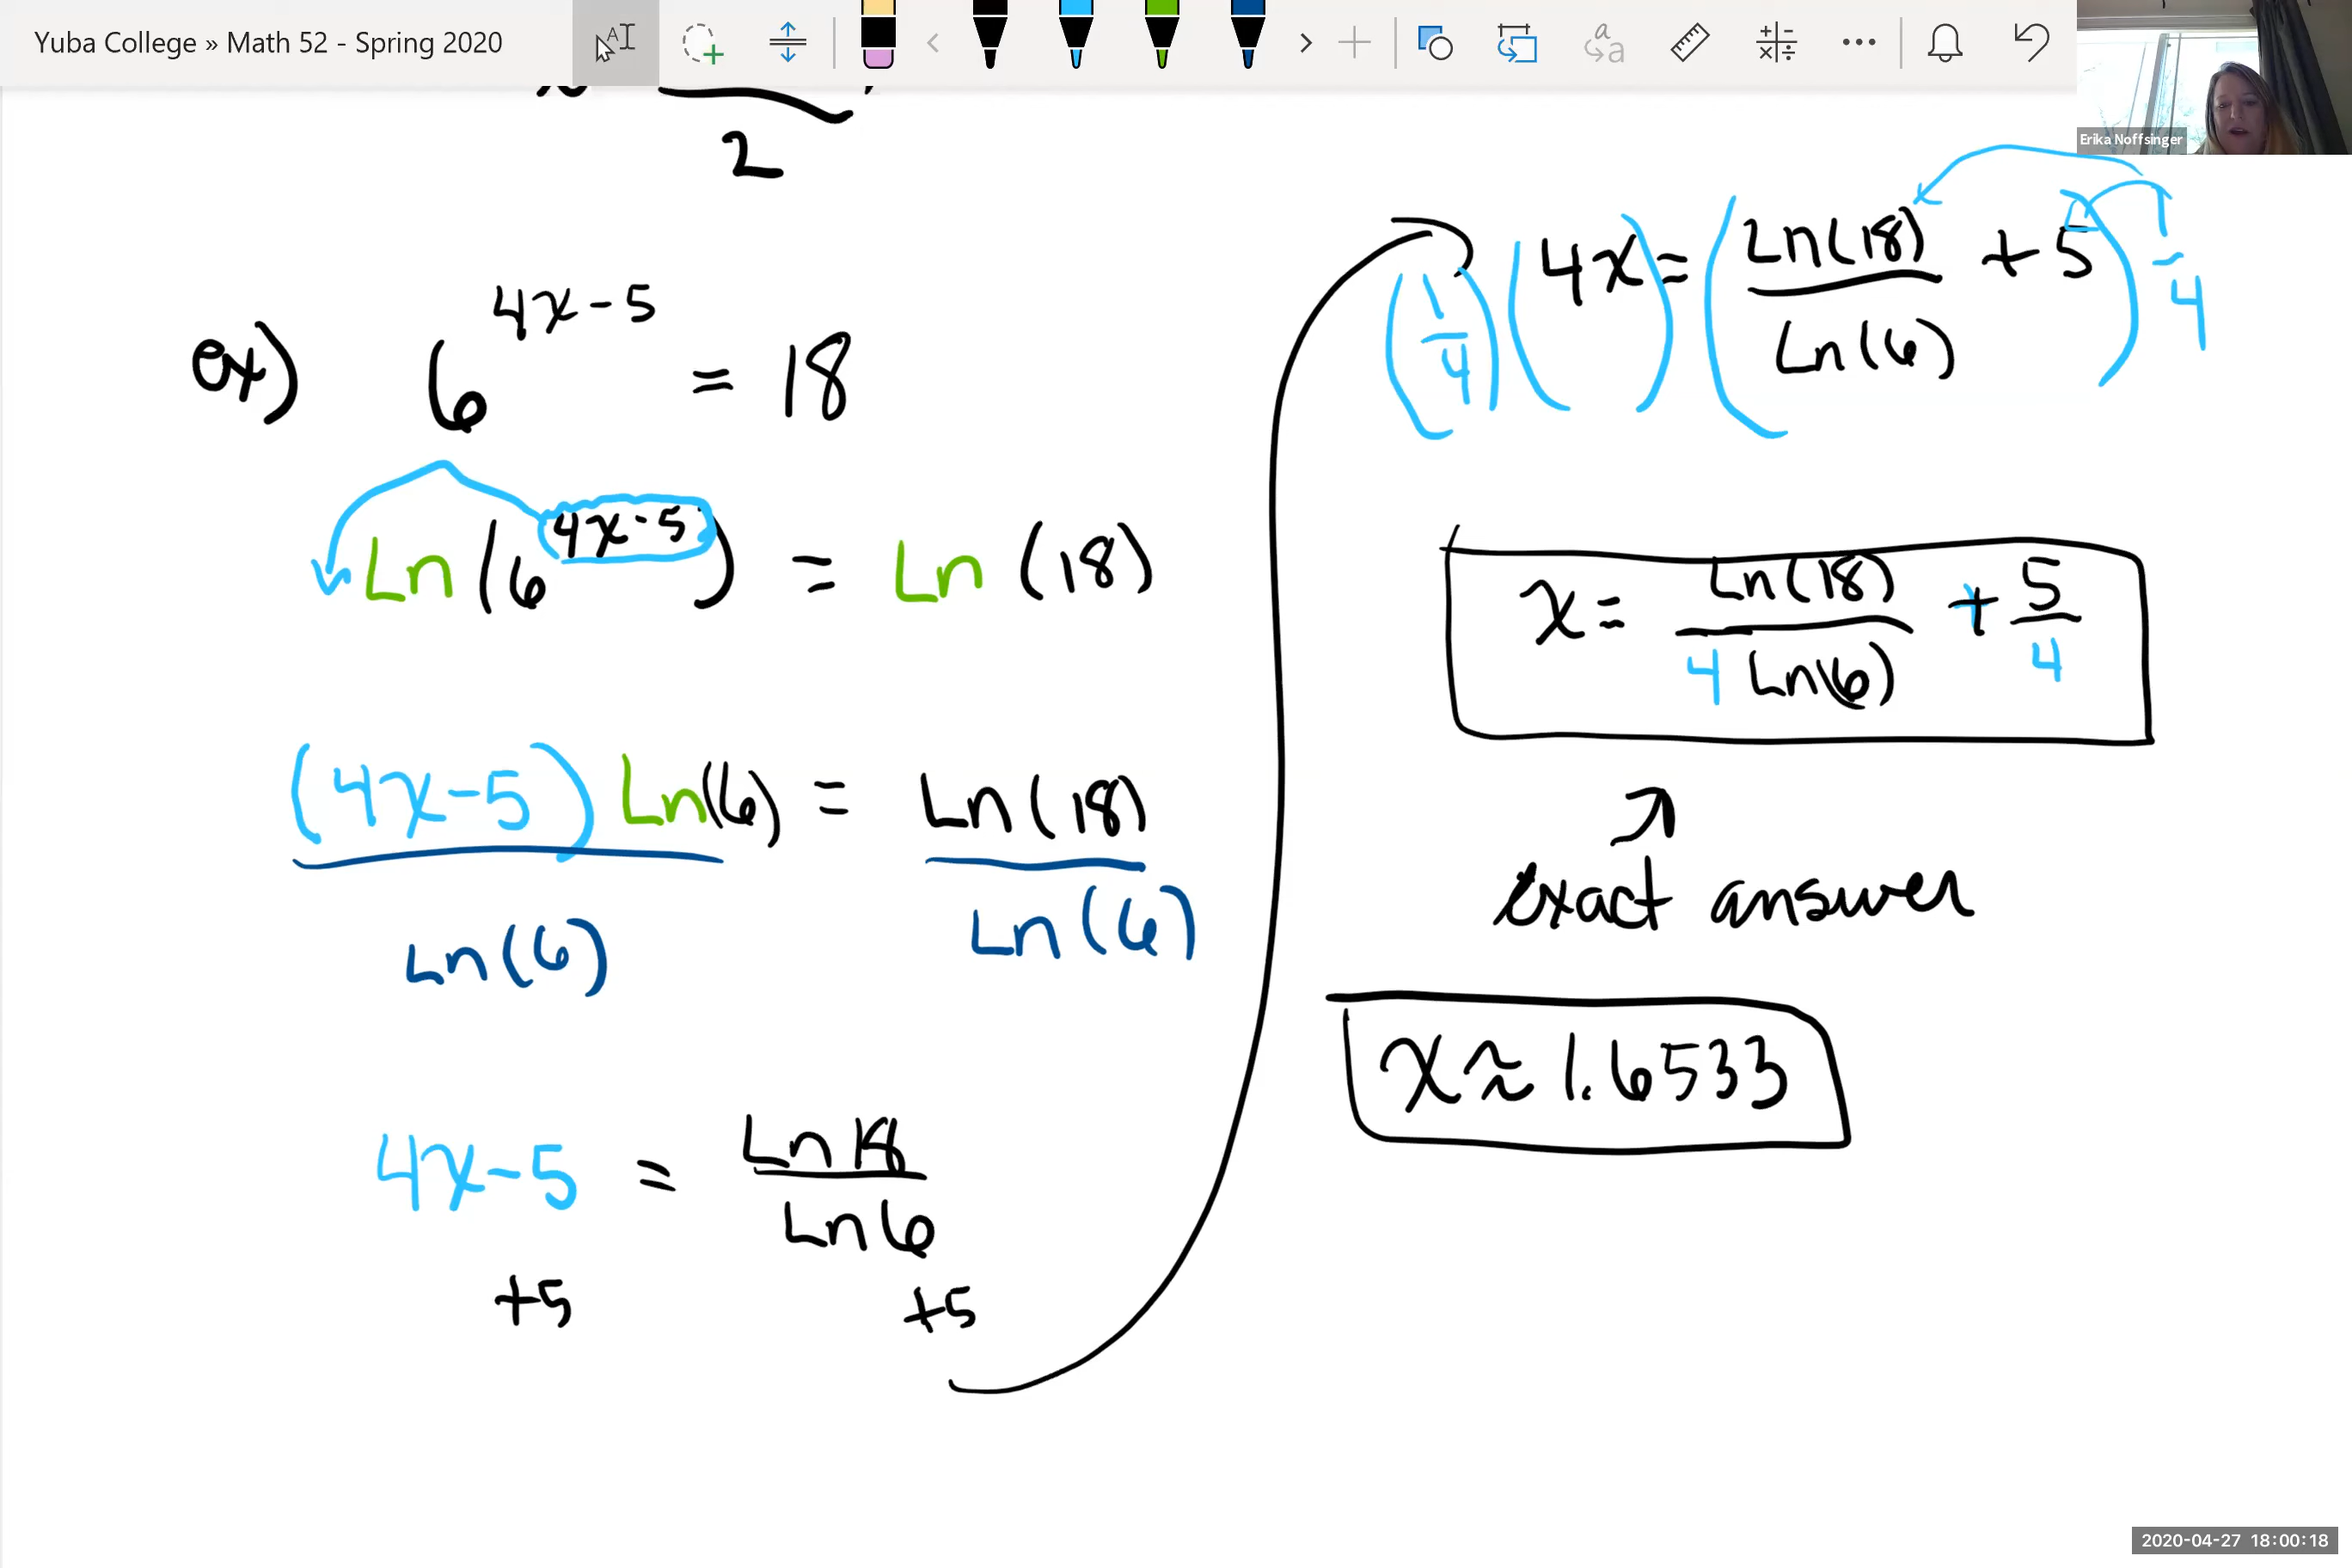 Yuba College » Math 52 - Spring 2020
Erika Noffsinger
2
ex) 6^{4x-5} = 18
Ln(6^{4x-5}) = Ln(18)
(4x-5) Ln(6) = Ln(18)
Ln(6) Ln(6)
4x-5 = Ln 18 / Ln 6
+5 +5
(1/4)(4x) = (Ln(18)/Ln(6) + 5) 1/4
x = Ln(18)/4 Ln(6) + 5/4
exact answer
x ≈ 1.6533
2020-04-27 18:00:18